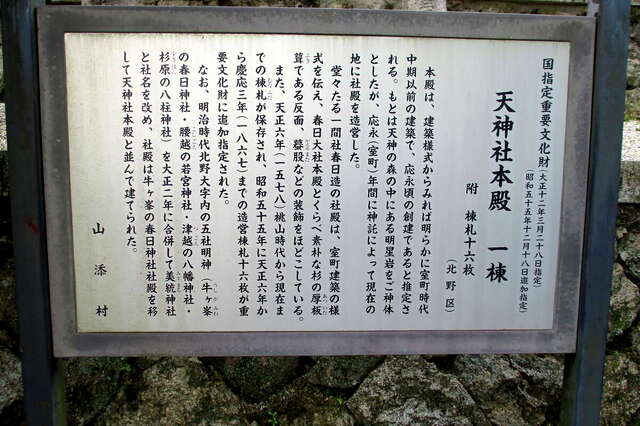 国指定重要文化財
(大正十二年三月二十八日指定)
(昭和五十五年十二月十八日追加指定)
天神社本殿 一棟
附 棟札十六枚
(北野区)
本殿は、建築様式からみれば明らかに室町時代
中期以前の建築で、応永頃の創建であると推定さ
れる。もとは天神の森の中にある明星岩をご神体
としたが、応永(室町)年間に神託によって現在の
地に社殿を造営した。
堂々たる一間社春日造の社殿は、室町建築の様
式を伝え、春日大社本殿とくらべ素朴な杉の厚板
葺である反面、蟇股などの装飾をほどこしている。
また、天正六年(一五七八)桃山時代から現在ま
での棟札が保存され、昭和五十五年に天正六年か
ら慶応三年(一八六七)までの造営棟札十六枚が重
要文化財に追加指定された。
なお、明治時代北野大字内の五社明神(牛ヶ峯
の春日神社・腰越の若宮神社・津越の八幡神社・
杉原の八柱神社)を大正二年に合併して美統神社
と社名を改め、社殿は牛ヶ峯の春日神社社殿を移
して天神社本殿と並んで建てられた。
山添村